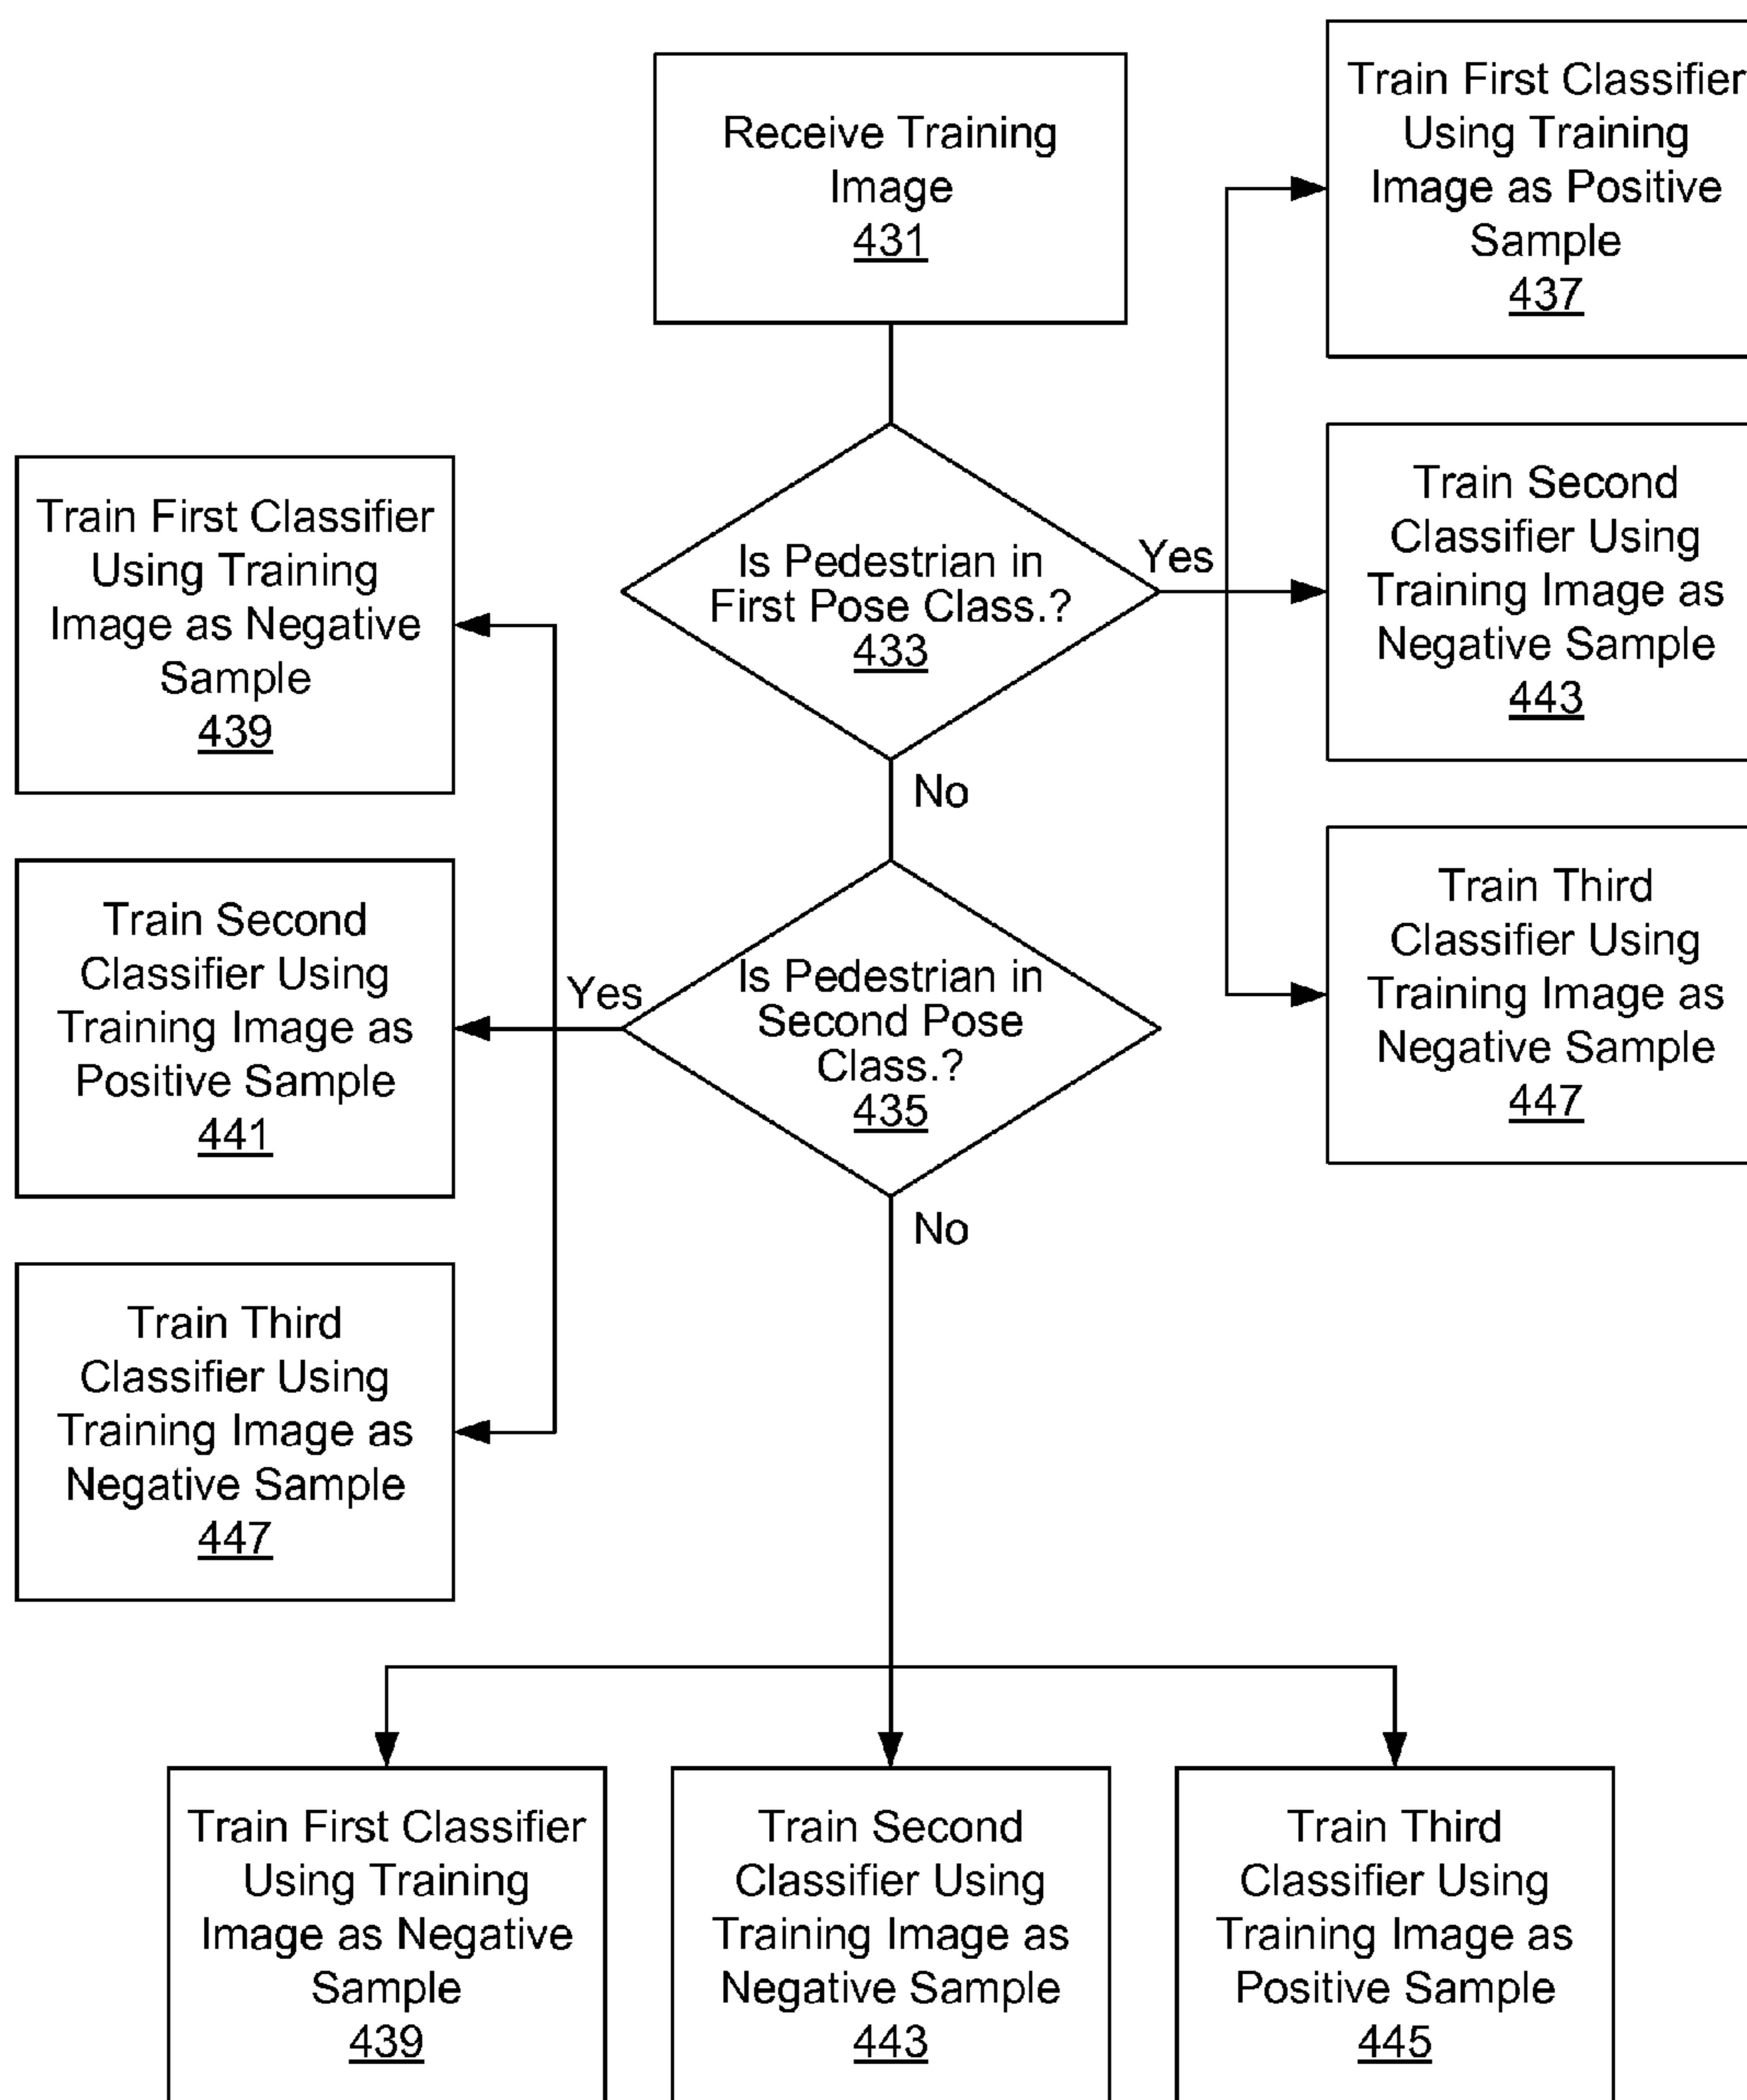 Receive Training
Image
431
Train First Classifier
Using Training
Image as Positive
Sample
437
Is Pedestrian in
First Pose Class.?
433
Yes
No
Train Second
Classifier Using
Training Image as
Negative Sample
443
Train Third
Classifier Using
Training Image as
Negative Sample
447
Train First Classifier
Using Training
Image as Negative
Sample
439
Is Pedestrian in
Second Pose
Class.?
435
Yes
No
Train Second
Classifier Using
Training Image as
Positive Sample
441
Train Third
Classifier Using
Training Image as
Negative Sample
447
Train First Classifier
Using Training
Image as Negative
Sample
439
Train Second
Classifier Using
Training Image as
Negative Sample
443
Train Third
Classifier Using
Training Image as
Positive Sample
445